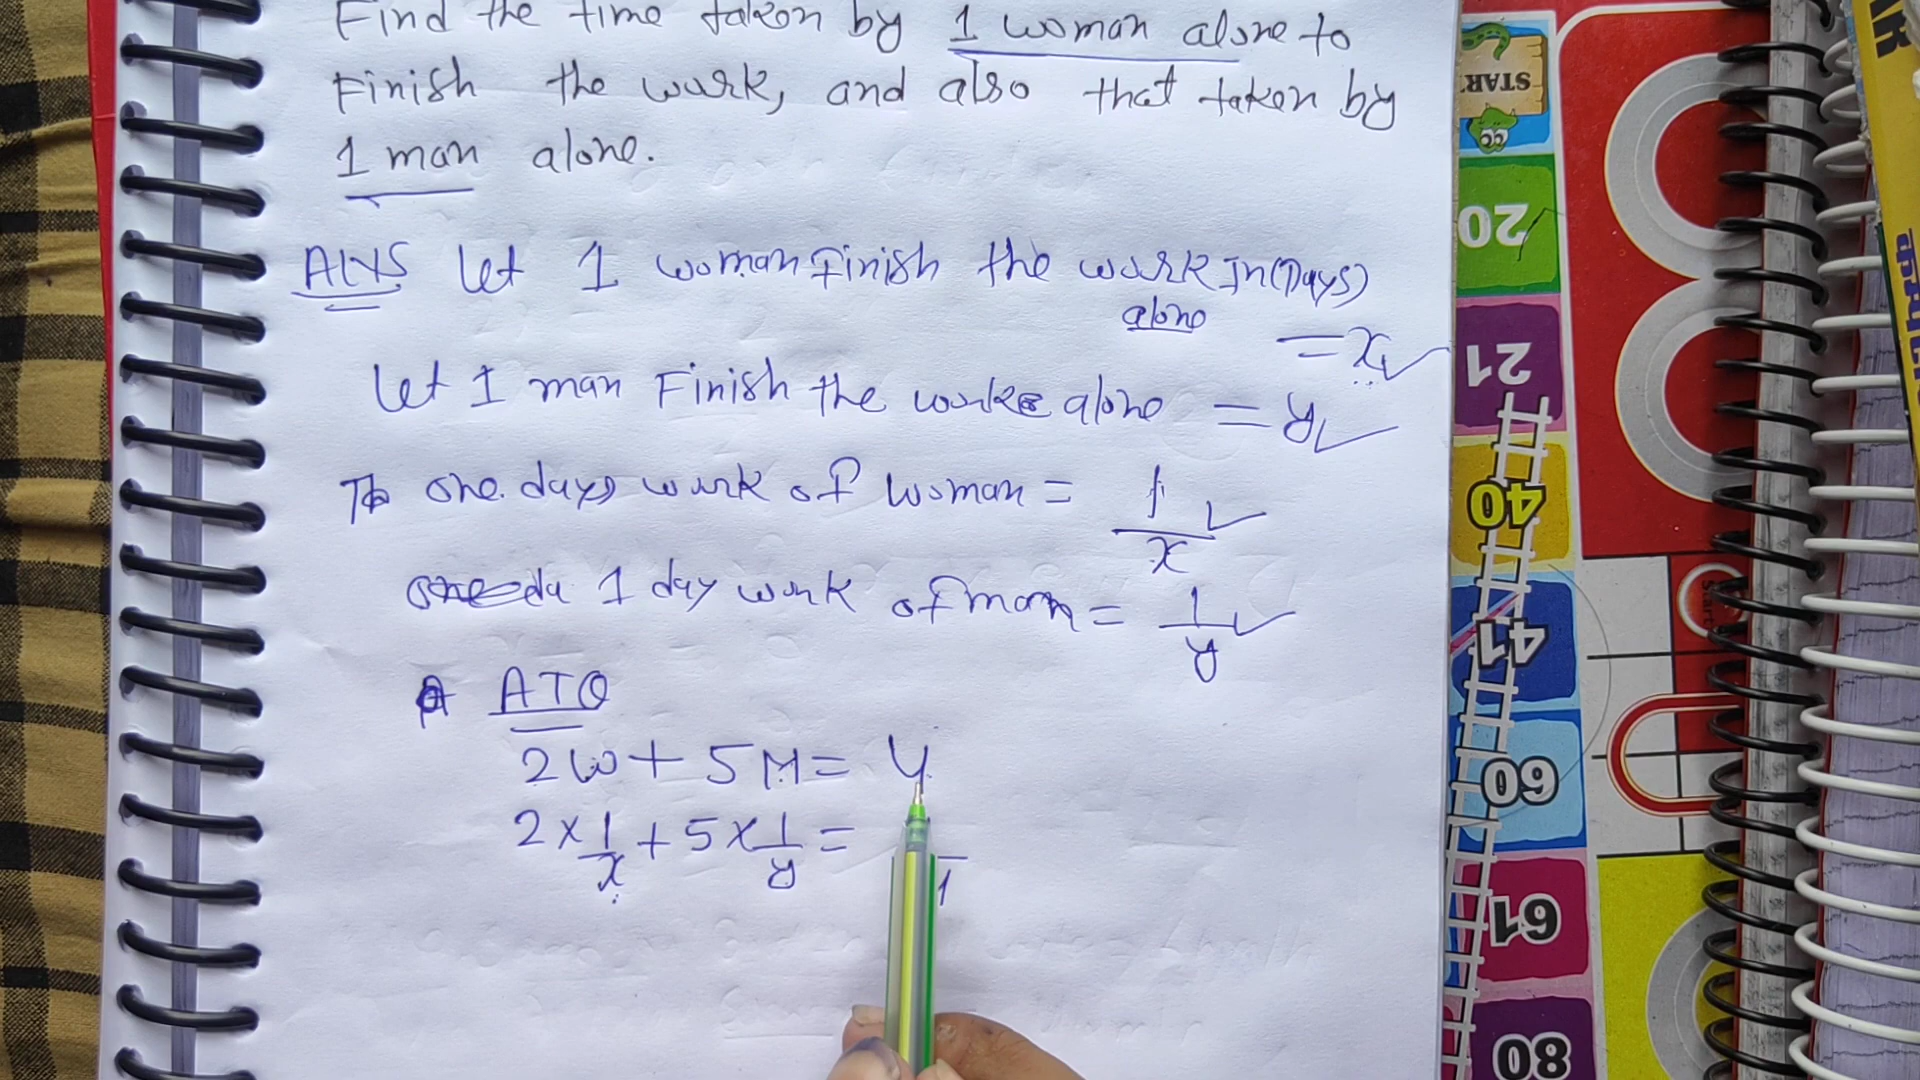 Find the time taken by 1 woman alone to
Finish the work, and also that taken by
1 man alone.
ANS Let 1 woman Finish the work In(Days)
alone
= x
Let 1 man Finish the work alone = y
one days work of woman = 1/x
1 day work of man = 1/y
ATQ
2W + 5M = 4
2 × 1/x + 5 × 1/y =
START
20
21
40
41
60
61
80